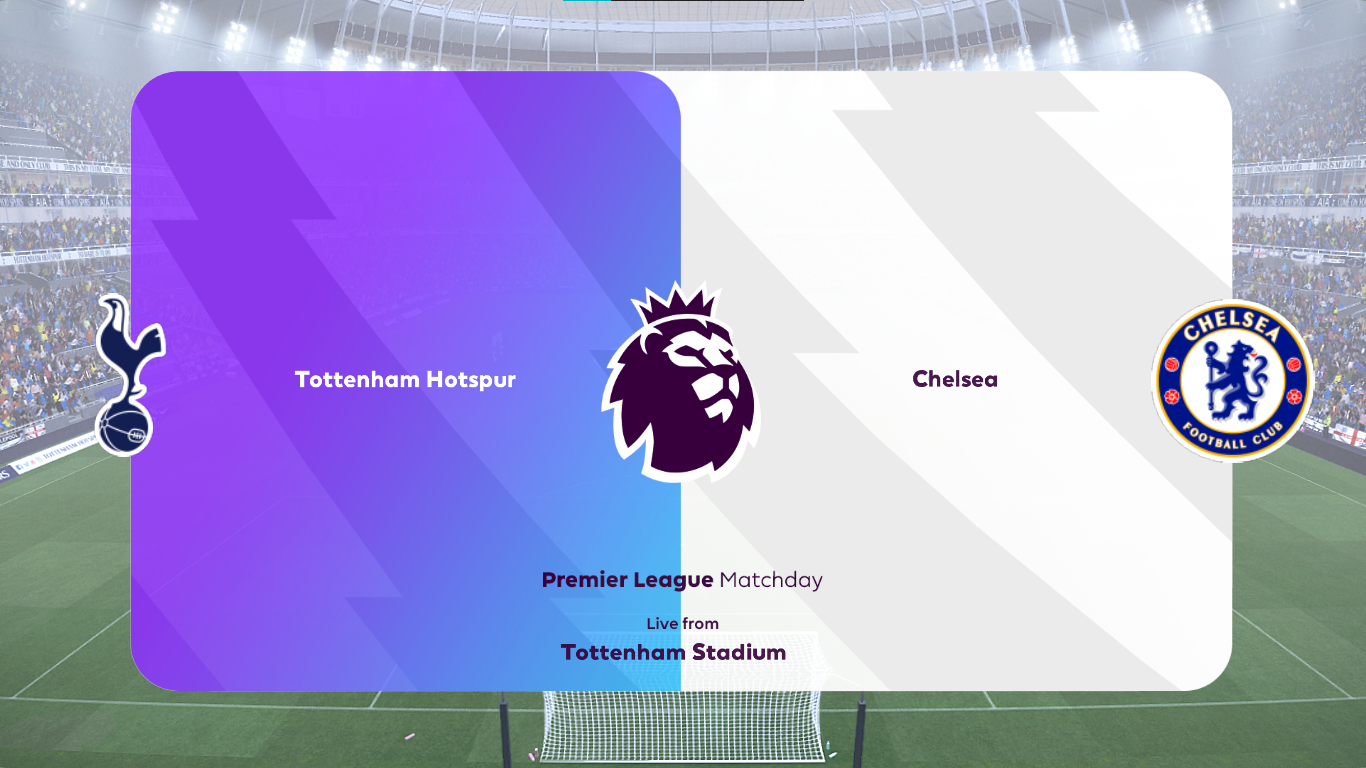 Tottenham Hotspur
Chelsea
CHELSEA
FOOTBALL CLUB
Premier League Matchday
Live from
Tottenham Stadium